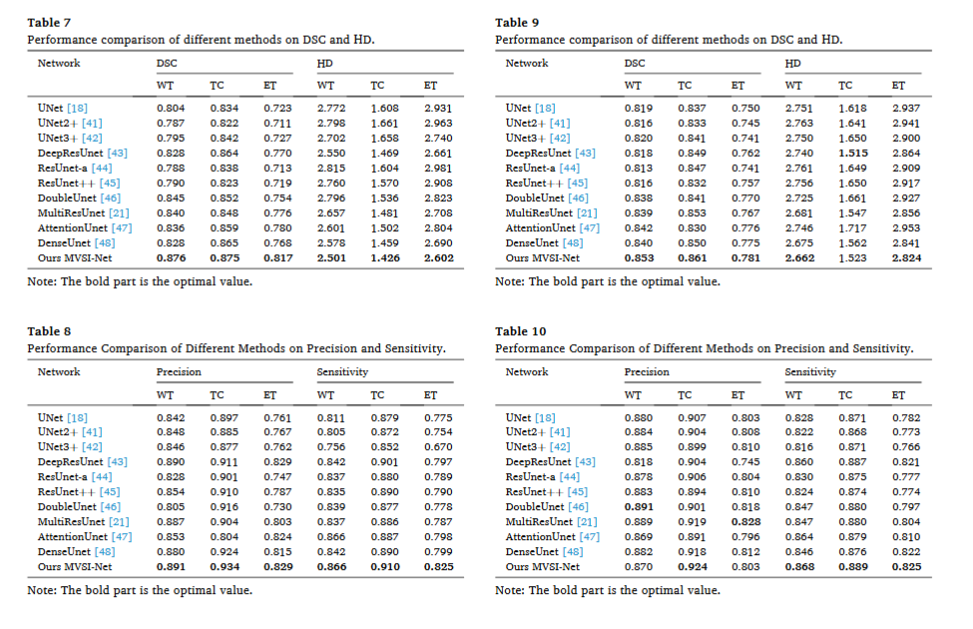 Table 7
Performance comparison of different methods on DSC and HD.
Network DSC HD
WT TC ET WT TC ET
UNet [18] 0.804 0.834 0.723 2.772 1.608 2.931
UNet2+ [41] 0.787 0.822 0.711 2.798 1.661 2.963
UNet3+ [42] 0.795 0.842 0.727 2.702 1.658 2.740
DeepResUnet [43] 0.828 0.864 0.770 2.550 1.469 2.661
ResUnet-a [44] 0.788 0.838 0.713 2.815 1.604 2.981
ResUnet++ [45] 0.790 0.823 0.719 2.760 1.570 2.908
DoubleUnet [46] 0.845 0.852 0.754 2.796 1.536 2.823
MultiResUnet [21] 0.840 0.848 0.776 2.657 1.481 2.708
AttentionUnet [47] 0.836 0.859 0.780 2.601 1.502 2.804
DenseUnet [48] 0.828 0.865 0.768 2.578 1.459 2.690
Ours MVSI-Net 0.876 0.875 0.817 2.501 1.426 2.602
Note: The bold part is the optimal value.
Table 8
Performance Comparison of Different Methods on Precision and Sensitivity.
Network Precision Sensitivity
WT TC ET WT TC ET
UNet [18] 0.842 0.897 0.761 0.811 0.879 0.775
UNet2+ [41] 0.848 0.885 0.767 0.805 0.872 0.754
UNet3+ [42] 0.846 0.877 0.762 0.756 0.852 0.670
DeepResUnet [43] 0.890 0.911 0.829 0.842 0.901 0.797
ResUnet-a [44] 0.828 0.901 0.747 0.837 0.880 0.789
ResUnet++ [45] 0.854 0.910 0.787 0.835 0.890 0.790
DoubleUnet [46] 0.805 0.916 0.730 0.839 0.877 0.778
MultiResUnet [21] 0.887 0.904 0.803 0.837 0.886 0.787
AttentionUnet [47] 0.853 0.804 0.824 0.866 0.887 0.798
DenseUnet [48] 0.880 0.924 0.815 0.842 0.890 0.799
Ours MVSI-Net 0.891 0.934 0.829 0.866 0.910 0.825
Note: The bold part is the optimal value.
Table 9
Performance comparison of different methods on DSC and HD.
Network DSC HD
WT TC ET WT TC ET
UNet [18] 0.819 0.837 0.750 2.751 1.618 2.937
UNet2+ [41] 0.816 0.833 0.745 2.763 1.641 2.941
UNet3+ [42] 0.820 0.841 0.741 2.750 1.650 2.900
DeepResUnet [43] 0.818 0.849 0.762 2.740 1.515 2.864
ResUnet-a [44] 0.813 0.847 0.741 2.761 1.649 2.909
ResUnet++ [45] 0.816 0.832 0.757 2.756 1.650 2.917
DoubleUnet [46] 0.838 0.841 0.770 2.725 1.661 2.927
MultiResUnet [21] 0.839 0.853 0.767 2.681 1.547 2.856
AttentionUnet [47] 0.842 0.830 0.776 2.746 1.717 2.953
DenseUnet [48] 0.840 0.850 0.775 2.675 1.562 2.841
Ours MVSI-Net 0.853 0.861 0.781 2.662 1.523 2.824
Note: The bold part is the optimal value.
Table 10
Performance Comparison of Different Methods on Precision and Sensitivity.
Network Precision Sensitivity
WT TC ET WT TC ET
UNet [18] 0.880 0.907 0.803 0.828 0.871 0.782
UNet2+ [41] 0.884 0.904 0.808 0.822 0.868 0.773
UNet3+ [42] 0.885 0.899 0.810 0.816 0.871 0.766
DeepResUnet [43] 0.818 0.904 0.745 0.860 0.887 0.821
ResUnet-a [44] 0.878 0.906 0.804 0.830 0.875 0.777
ResUnet++ [45] 0.883 0.894 0.810 0.824 0.874 0.774
DoubleUnet [46] 0.891 0.901 0.818 0.847 0.880 0.797
MultiResUnet [21] 0.889 0.919 0.828 0.847 0.880 0.804
AttentionUnet [47] 0.869 0.891 0.796 0.864 0.879 0.810
DenseUnet [48] 0.882 0.918 0.812 0.846 0.876 0.822
Ours MVSI-Net 0.870 0.924 0.803 0.868 0.889 0.825
Note: The bold part is the optimal value.